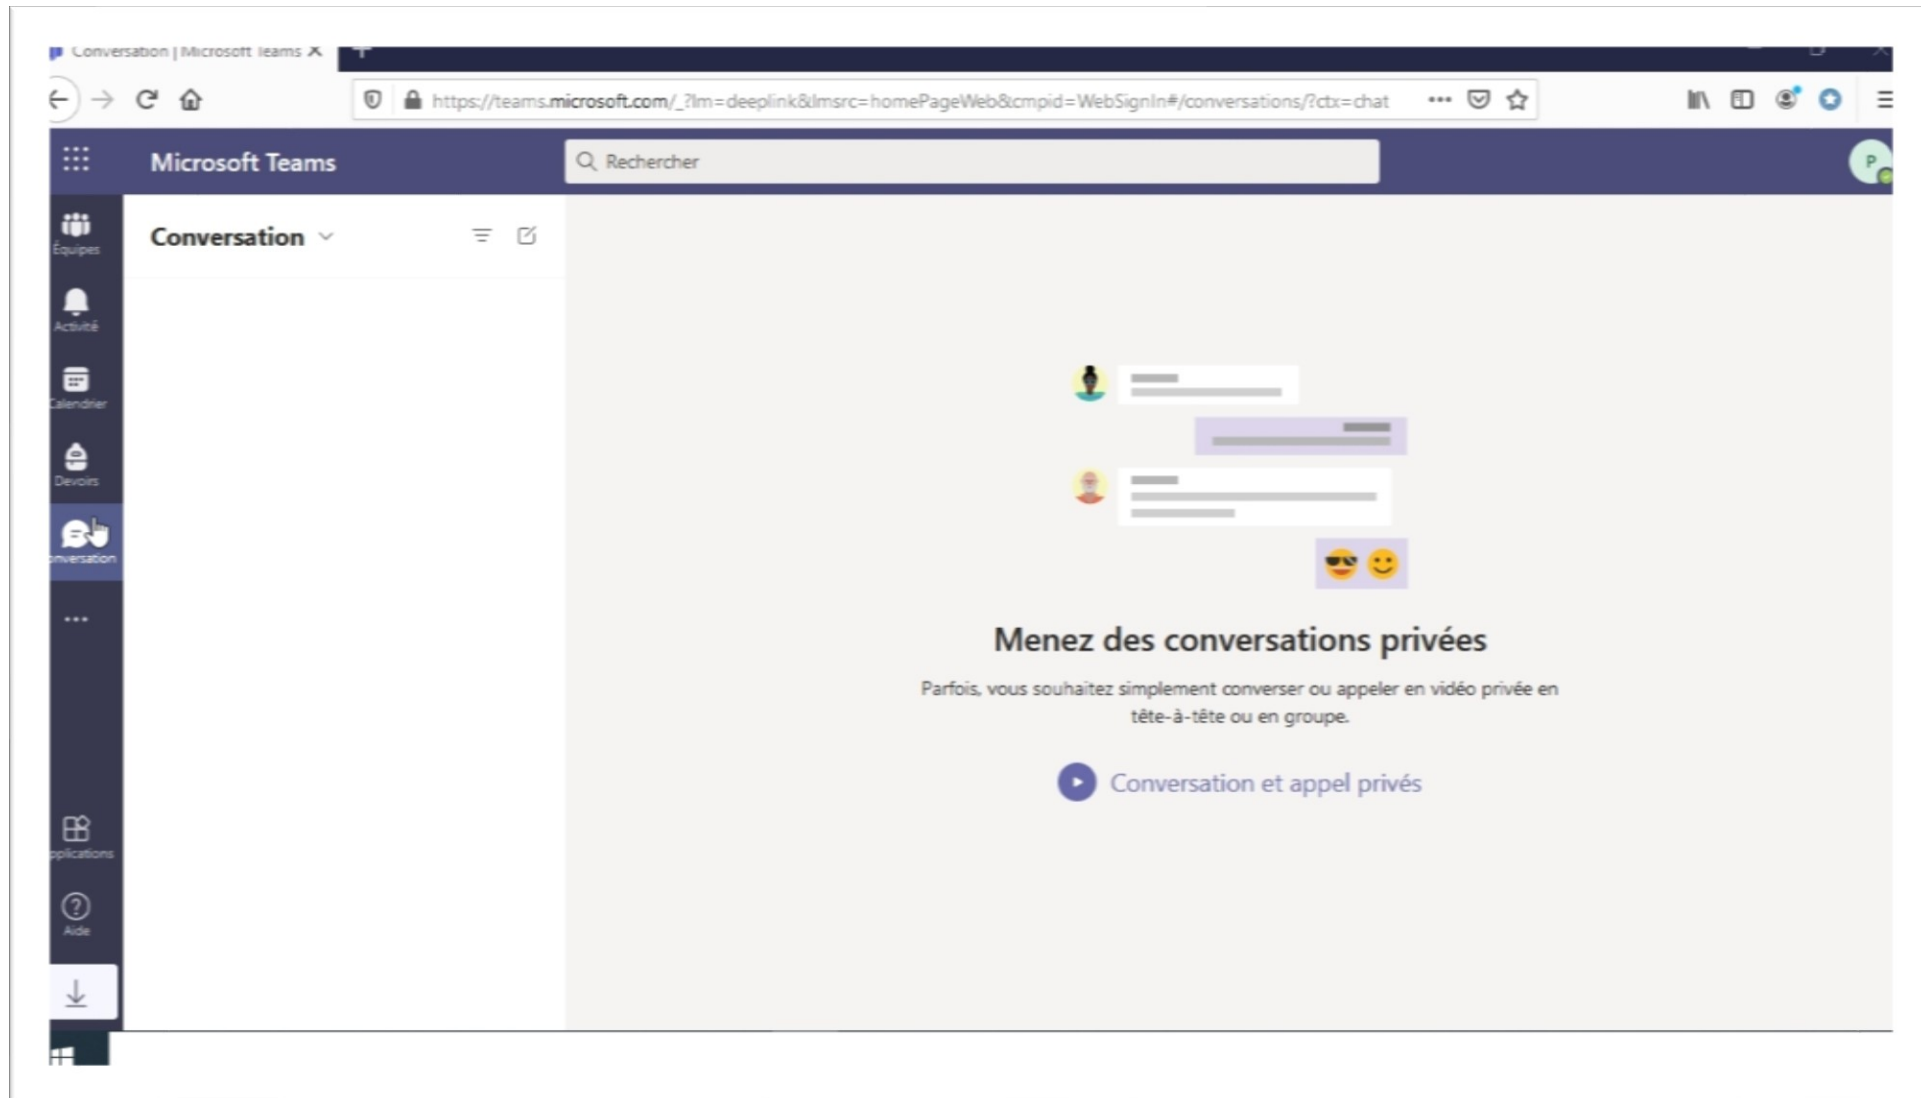 Conversation | Microsoft Teams
https://teams.microsoft.com/_?lm=deeplink&lmsrc=homePageWeb&cmpid=WebSignIn#/conversations/?ctx=chat
Microsoft Teams
Rechercher
P
Équipes
Conversation
Activité
Calendrier
Devoirs
onversation
Menez des conversations privées
Parfois, vous souhaitez simplement converser ou appeler en vidéo privée en
tête-à-tête ou en groupe.
Conversation et appel privés
pplications
Aide